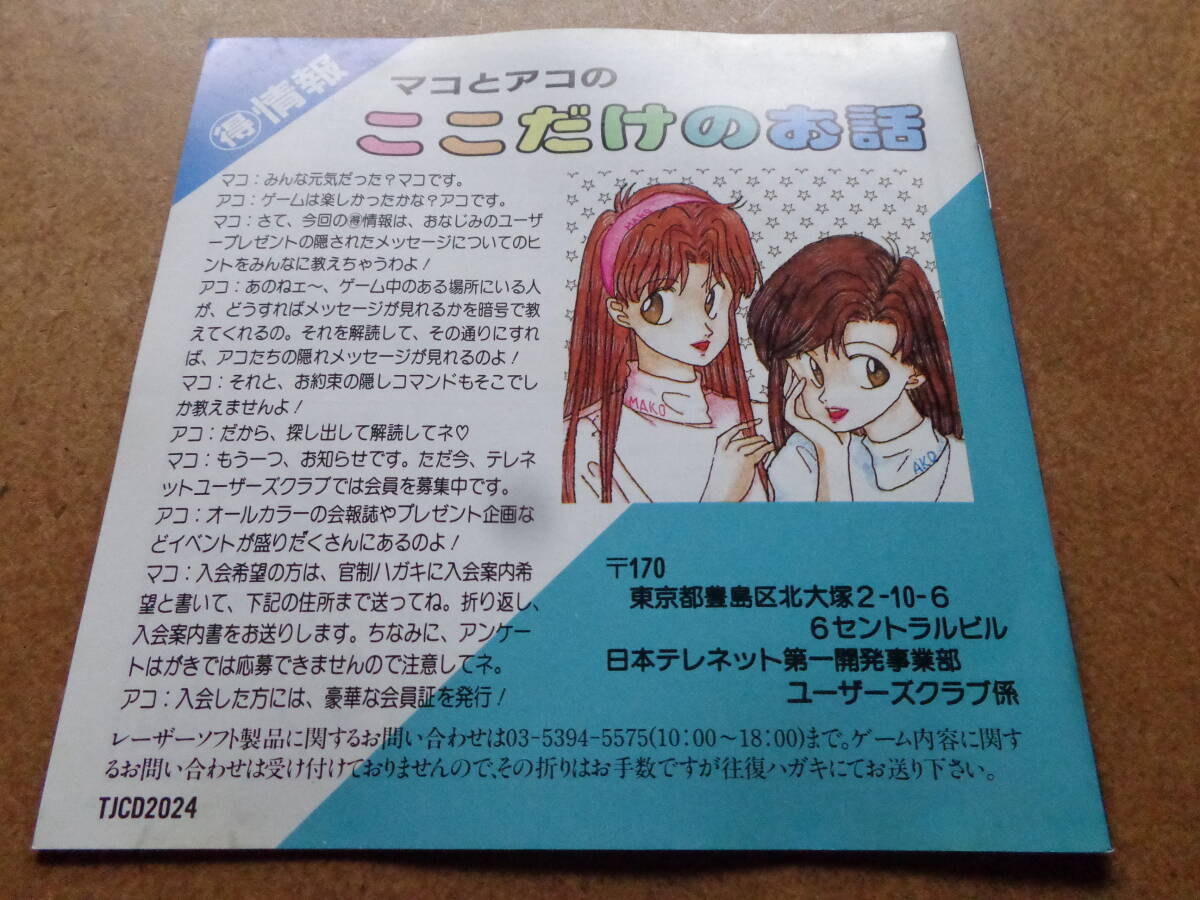 ㊝情報
マコとアコの
ここだけのお話
マコ：みんな元気だった？マコです。
アコ：ゲームは楽しかったかな？アコです。
マコ：さて、今回の㊝情報は、おなじみのユーザ
ープレゼントの隠されたメッセージについてのヒ
ントをみんなに教えちゃうわよ！
アコ：あのねェ〜、ゲーム中のある場所にいる人
が、どうすればメッセージが見れるかを暗号で教
えてくれるの。それを解読して、その通りにすれ
ば、アコたちの隠れメッセージが見れるのよ！
マコ：それと、お約束の隠しコマンドもそこでし
か教えませんよ！
アコ：だから、探し出して解読してネ♡
マコ：もう一つ、お知らせです。ただ今、テレネ
ットユーザーズクラブでは会員を募集中です。
アコ：オールカラーの会報誌やプレゼント企画な
どイベントが盛りだくさんにあるのよ！
マコ：入会希望の方は、官制ハガキに入会案内希
望と書いて、下記の住所まで送ってね。折り返し、
入会案内書をお送りします。ちなみに、アンケー
トはがきでは応募できませんので注意してネ。
アコ：入会した方には、豪華な会員証を発行！
MAKO
MAKO
AKO
〒170
東京都豊島区北大塚2-10-6
6セントラルビル
日本テレネット第一開発事業部
ユーザーズクラブ係
レーザーソフト製品に関するお問い合わせは03-5394-5575(10:00〜18:00)まで。ゲーム内容に関す
るお問い合わせは受け付けておりませんので、その折りはお手数ですが往復ハガキにてお送り下さい。
TJCD2024